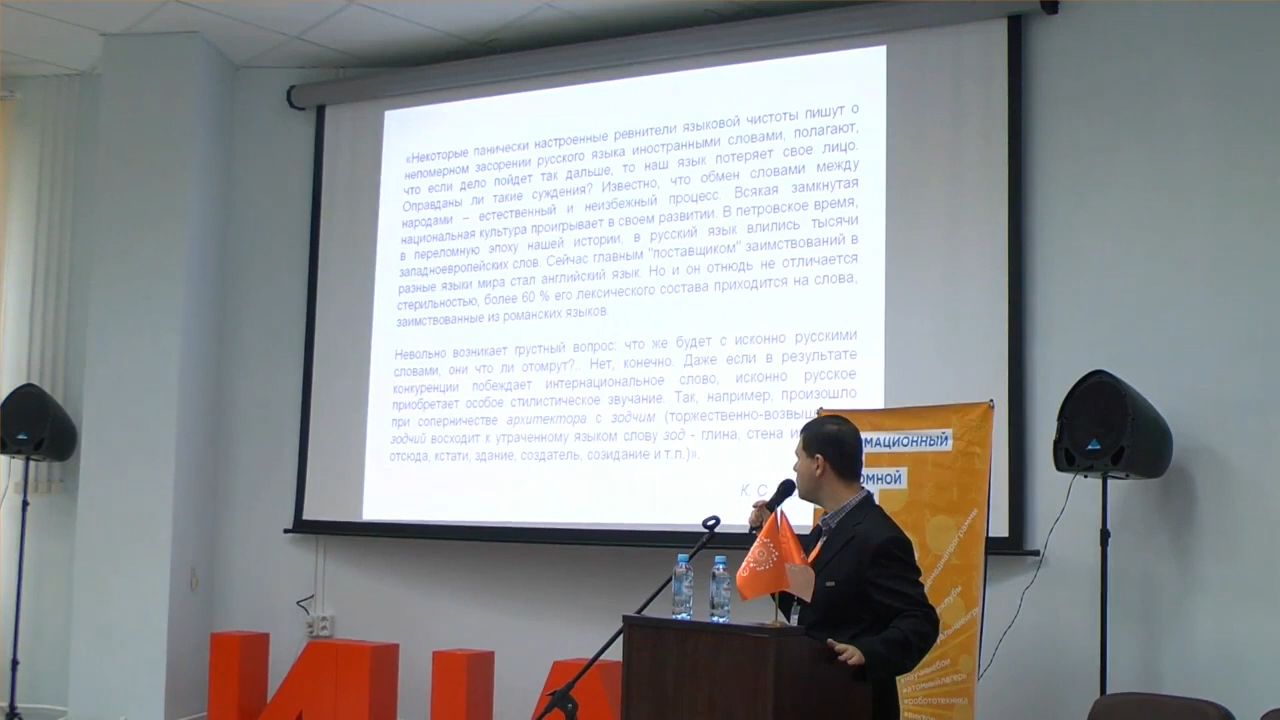 «Некоторые панически настроенные ревнители языковой чистоты пишут о
непомерном засорении русского языка иностранными словами, полагают,
что если дело пойдет так дальше, то наш язык потеряет свое лицо.
Оправданы ли такие суждения? Известно, что обмен словами между
народами – естественный и неизбежный процесс. Всякая замкнутая
национальная культура проигрывает в своем развитии. В петровское время,
в переломную эпоху нашей истории, в русский язык влились тысячи
западноевропейских слов. Сейчас главным "поставщиком" заимствований в
разные языки мира стал английский язык. Но и он отнюдь не отличается
стерильностью, более 60 % его лексического состава приходится на слова,
заимствованные из романских языков.
Невольно возникает грустный вопрос: что же будет с исконно русскими
словами, они что ли отомрут?.. Нет, конечно. Даже если в результате
конкуренции побеждает интернациональное слово, исконно русское
приобретает особое стилистическое звучание. Так, например, произошло
при соперничестве архитектора с зодчим (торжественно-возвыш
зодчий восходит к утраченному языком слову зод - глина, стена и
отсюда, кстати, здание, создатель, созидание и т.п.)».
К. С
МАЦИОННЫЙ
ОМНОЙ
#атомныйлагерь
#робототехника
ИЦА